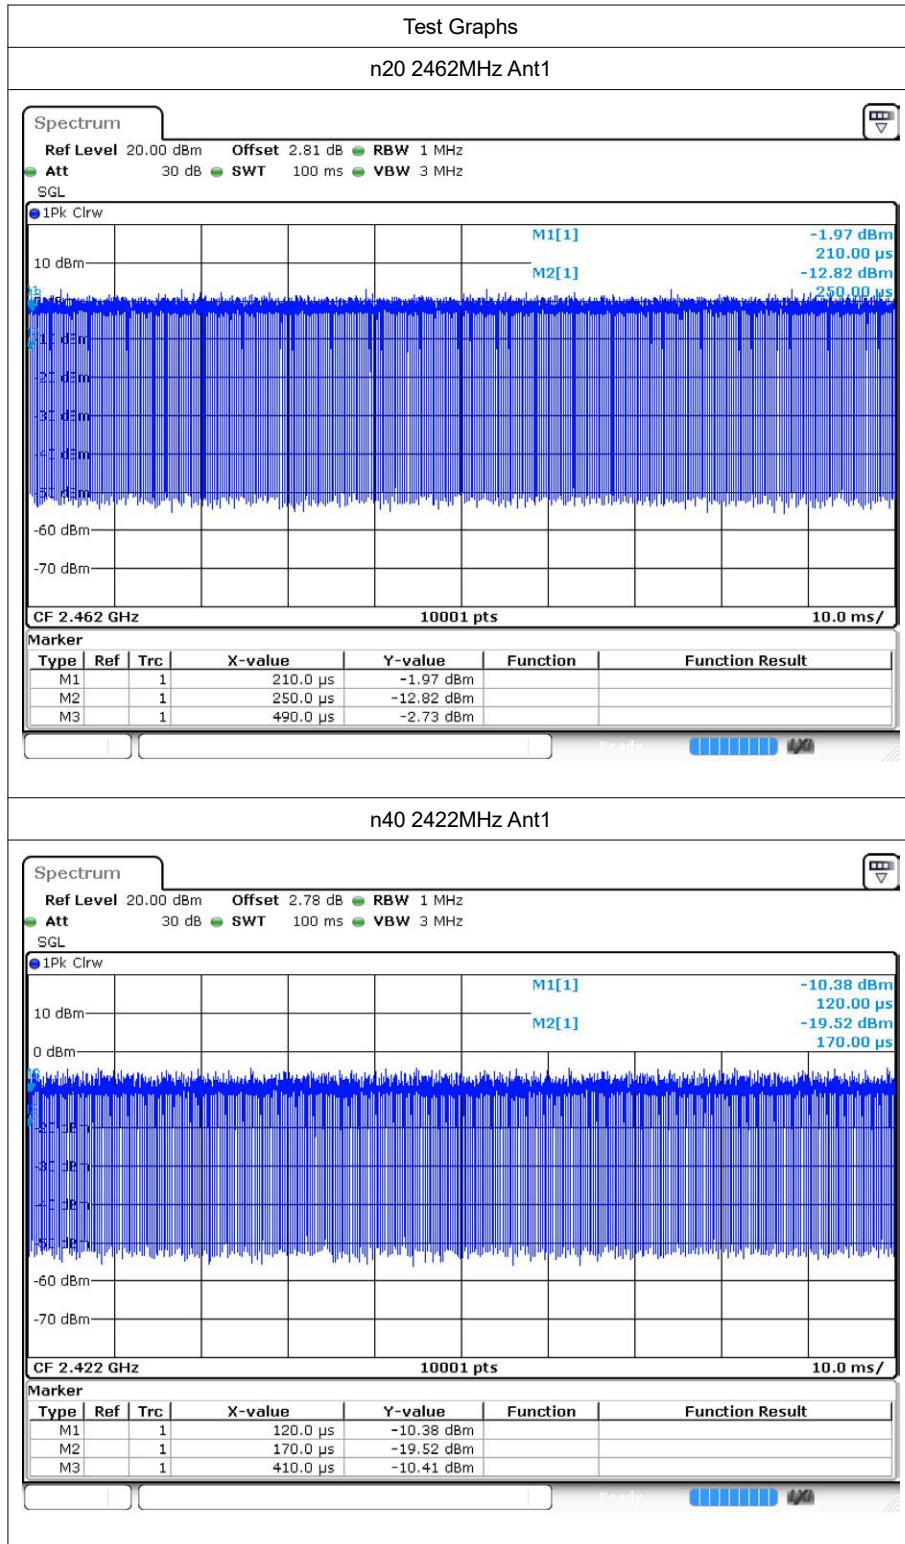 Test Graphs
n20 2462MHz Ant1
Spectrum
Ref Level 20.00 dBm Offset 2.81 dB RBW 1 MHz
Att 30 dB SWT 100 ms VBW 3 MHz
SGL
1Pk Clrw
M1[1] -1.97 dBm
210.00 µs
10 dBm
M2[1] -12.82 dBm
250.00 µs
-60 dBm
-70 dBm
CF 2.462 GHz 10001 pts 10.0 ms/
Marker
Type Ref Trc X-value Y-value Function Function Result
M1 1 210.0 µs -1.97 dBm
M2 1 250.0 µs -12.82 dBm
M3 1 490.0 µs -2.73 dBm
Ready LXI
n40 2422MHz Ant1
Spectrum
Ref Level 20.00 dBm Offset 2.78 dB RBW 1 MHz
Att 30 dB SWT 100 ms VBW 3 MHz
SGL
1Pk Clrw
M1[1] -10.38 dBm
120.00 µs
10 dBm
M2[1] -19.52 dBm
170.00 µs
0 dBm
-60 dBm
-70 dBm
CF 2.422 GHz 10001 pts 10.0 ms/
Marker
Type Ref Trc X-value Y-value Function Function Result
M1 1 120.0 µs -10.38 dBm
M2 1 170.0 µs -19.52 dBm
M3 1 410.0 µs -10.41 dBm
Ready LXI